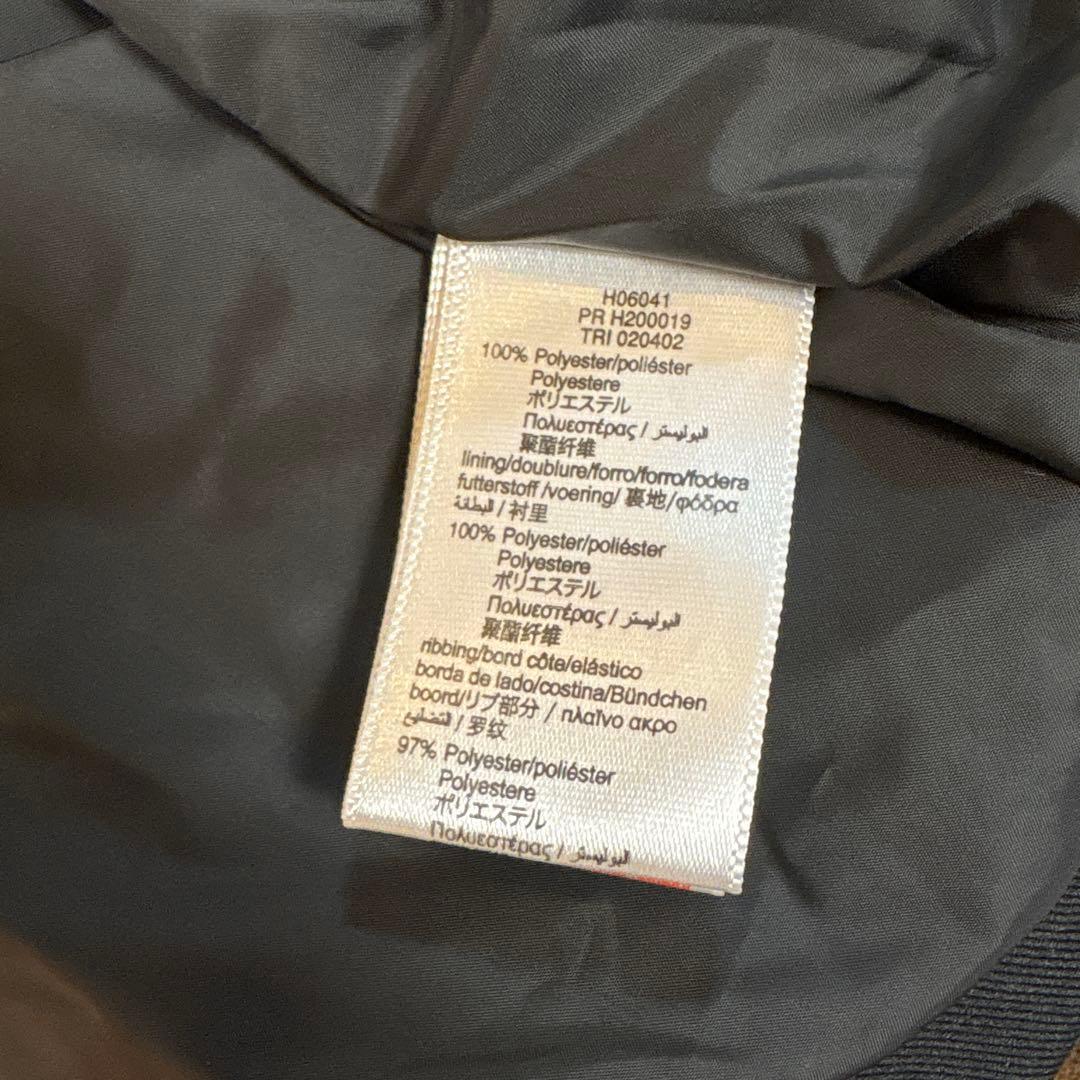 H06041
PR H200019
TRI 020402
100% Polyester/poliéster
Polyestere
ポリエステル
Πολυεστέρας / البوليستر
聚酯纤维
lining/doublure/forro/forro/fodera
futterstoff /voering/ 裏地/φόδρα
البطانة / 衬里
100% Polyester/poliéster
Polyestere
ポリエステル
Πολυεστέρας / البوليستر
聚酯纤维
ribbing/bord côte/elástico
borda de lado/costina/Bündchen
boord/リブ部分 / πλαϊνο ακρο
التضليع / 罗纹
97% Polyester/poliéster
Polyestere
ポリエステル
Πολυεστέρας / البوليستر